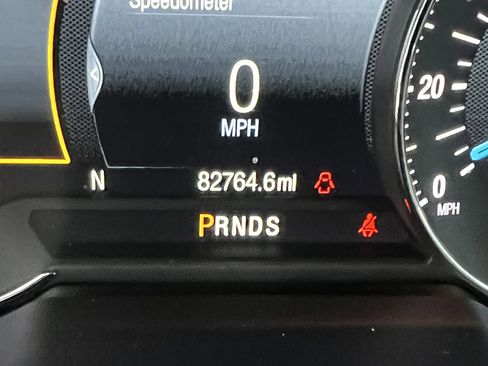 Speedometer
0
MPH
N 82764.6mi
PRNDS
20
0
MPH